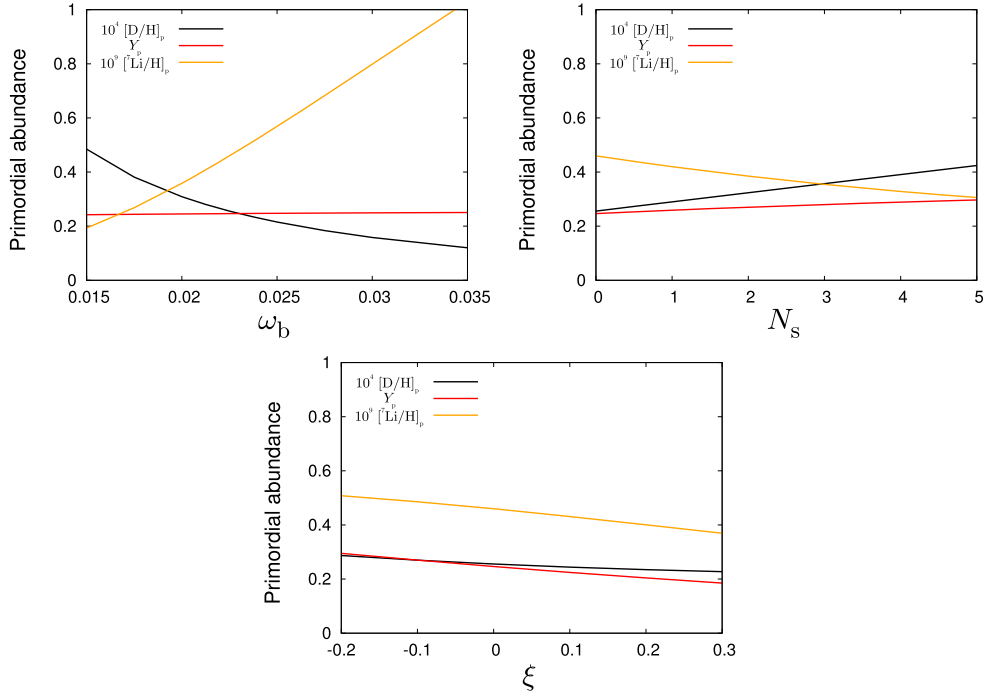 1
0.8
0.6
0.4
0.2
0
Primordial abundance
10⁴ [D/H]ₚ
Yₚ
10⁹ [⁷Li/H]ₚ
0.015 0.02 0.025 0.03 0.035
ω_b
1
0.8
0.6
0.4
0.2
0
Primordial abundance
10⁴ [D/H]ₚ
Yₚ
10⁹ [⁷Li/H]ₚ
0 1 2 3 4 5
N_s
1
0.8
0.6
0.4
0.2
0
Primordial abundance
10⁴ [D/H]ₚ
Yₚ
10⁹ [⁷Li/H]ₚ
-0.2 -0.1 0 0.1 0.2 0.3
ξ